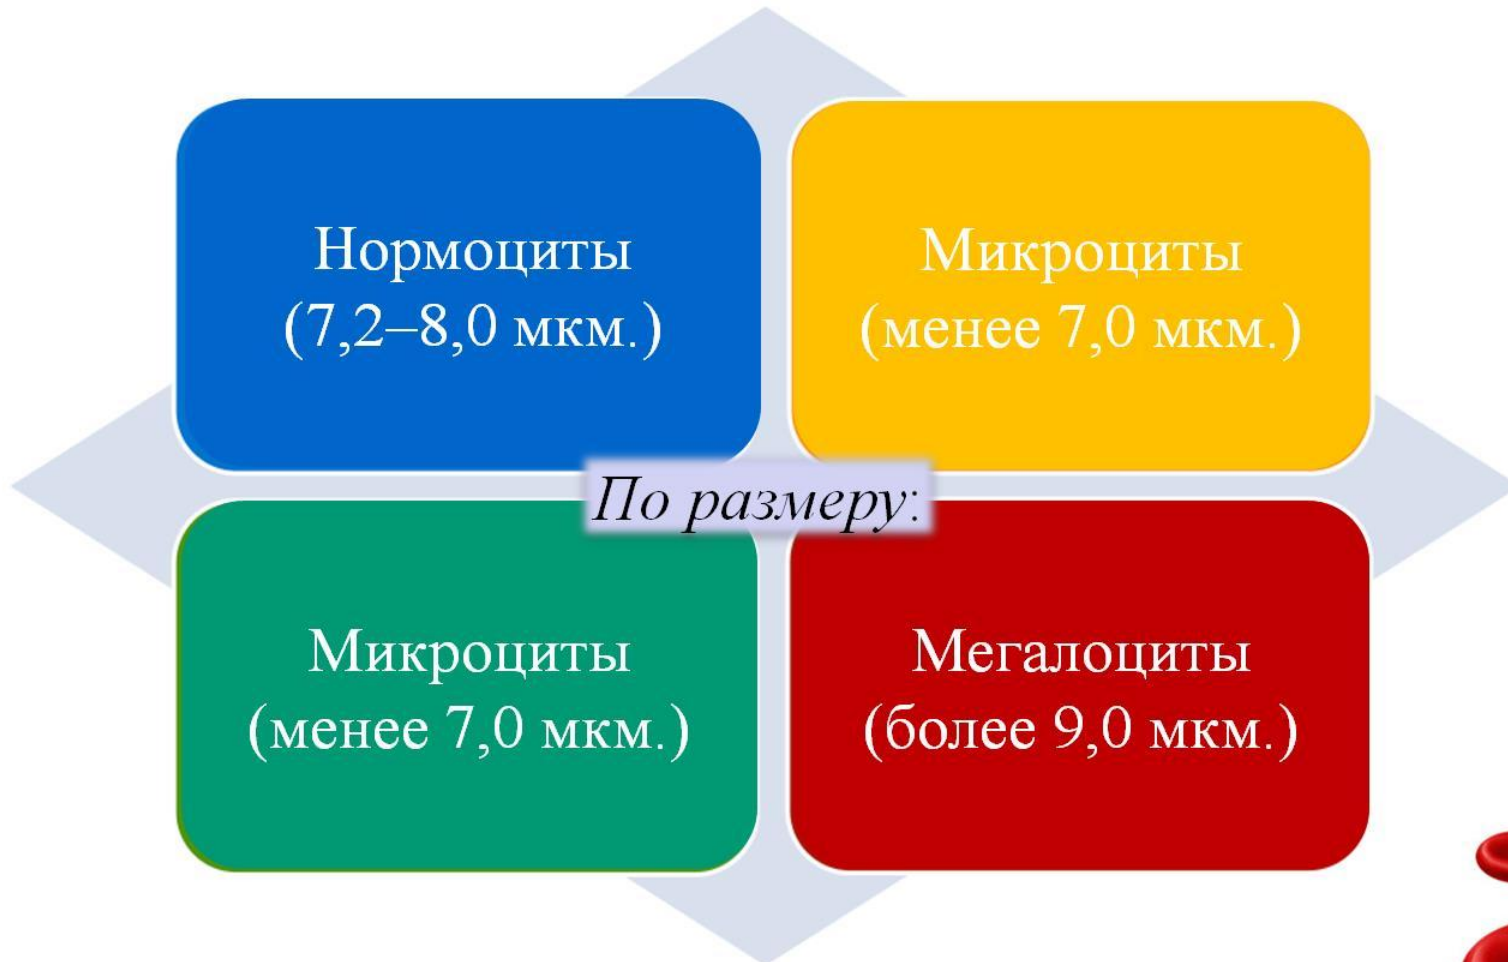 Нормоциты
(7,2–8,0 мкм.)
Микроциты
(менее 7,0 мкм.)
По размеру:
Микроциты
(менее 7,0 мкм.)
Мегалоциты
(более 9,0 мкм.)